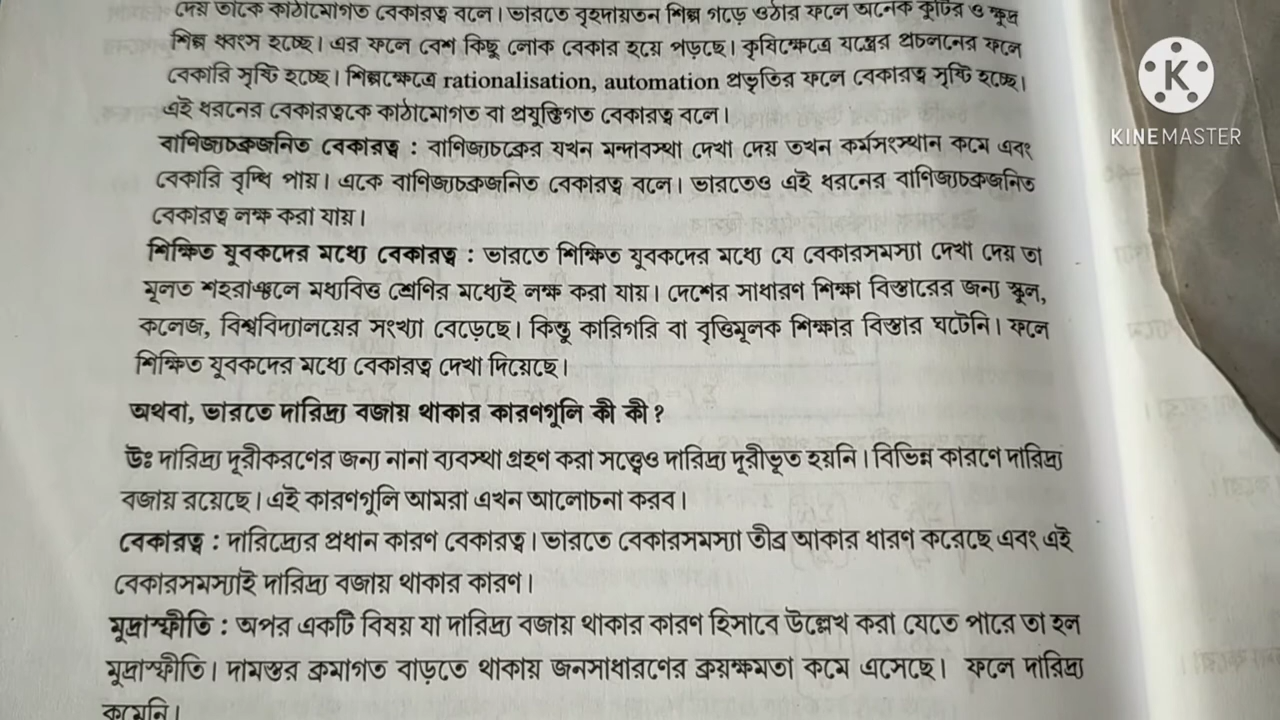 দেয় তাকে কাঠামোগত বেকারত্ব বলে। ভারতে বৃহদায়তন শিল্প গড়ে ওঠার ফলে অনেক কুটির ও ক্ষুদ্র
শিল্প ধ্বংস হচ্ছে। এর ফলে বেশ কিছু লোক বেকার হয়ে পড়ছে। কৃষিক্ষেত্রে যন্ত্রের প্রচলনের ফলে
বেকারি সৃষ্টি হচ্ছে। শিল্পক্ষেত্রে rationalisation, automation প্রভৃতির ফলে বেকারত্ব সৃষ্টি হচ্ছে।
এই ধরনের বেকারত্বকে কাঠামোগত বা প্রযুক্তিগত বেকারত্ব বলে।
বাণিজ্যচক্রজনিত বেকারত্ব : বাণিজ্যচক্রের যখন মন্দাবস্থা দেখা দেয় তখন কর্মসংস্থান কমে এবং
বেকারি বৃদ্ধি পায়। একে বাণিজ্যচক্রজনিত বেকারত্ব বলে। ভারতেও এই ধরনের বাণিজ্যচক্রজনিত
বেকারত্ব লক্ষ করা যায়।
শিক্ষিত যুবকদের মধ্যে বেকারত্ব : ভারতে শিক্ষিত যুবকদের মধ্যে যে বেকারসমস্যা দেখা দেয় তা
মূলত শহরাঞ্চলে মধ্যবিত্ত শ্রেণির মধ্যেই লক্ষ করা যায়। দেশের সাধারণ শিক্ষা বিস্তারের জন্য স্কুল,
কলেজ, বিশ্ববিদ্যালয়ের সংখ্যা বেড়েছে। কিন্তু কারিগরি বা বৃত্তিমূলক শিক্ষার বিস্তার ঘটেনি। ফলে
শিক্ষিত যুবকদের মধ্যে বেকারত্ব দেখা দিয়েছে।
অথবা, ভারতে দারিদ্র্য বজায় থাকার কারণগুলি কী কী?
উঃ দারিদ্র্য দূরীকরণের জন্য নানা ব্যবস্থা গ্রহণ করা সত্ত্বেও দারিদ্র্য দূরীভূত হয়নি। বিভিন্ন কারণে দারিদ্র্য
বজায় রয়েছে। এই কারণগুলি আমরা এখন আলোচনা করব।
বেকারত্ব : দারিদ্র্যের প্রধান কারণ বেকারত্ব। ভারতে বেকারসমস্যা তীব্র আকার ধারণ করেছে এবং এই
বেকারসমস্যাই দারিদ্র্য বজায় থাকার কারণ।
মুদ্রাস্ফীতি : অপর একটি বিষয় যা দারিদ্র্য বজায় থাকার কারণ হিসাবে উল্লেখ করা যেতে পারে তা হল
মুদ্রাস্ফীতি। দামস্তর ক্রমাগত বাড়তে থাকায় জনসাধারণের ক্রয়ক্ষমতা কমে এসেছে। ফলে দারিদ্র্য
কমেনি।
K
KINEMASTER